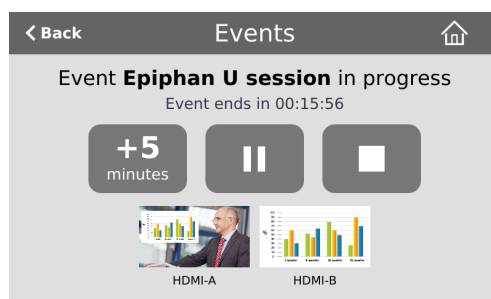 Back
Events
Event Epiphan U session in progress
Event ends in 00:15:56
+5
minutes
HDMI-A
HDMI-B